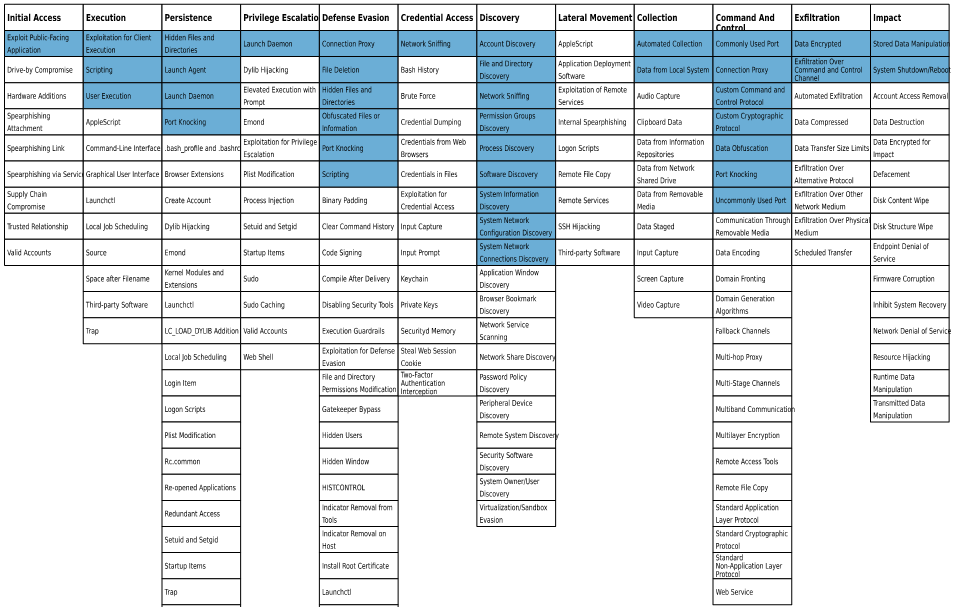 Initial Access
Exploit Public-Facing
Application
Drive-by Compromise
Hardware Additions
Spearphishing
Attachment
Spearphishing Link
Spearphishing via Servic
Supply Chain
Compromise
Trusted Relationship
Valid Accounts
Execution
Exploitation for Client
Execution
Scripting
User Execution
AppleScript
Command-Line Interface
Graphical User Interface
Launchctl
Local Job Scheduling
Source
Space after Filename
Third-party Software
Trap
Persistence
Hidden Files and
Directories
Launch Agent
Launch Daemon
Port Knocking
.bash_profile and .bashrc
Browser Extensions
Create Account
Dylib Hijacking
Emond
Kernel Modules and
Extensions
Launchctl
LC_LOAD_DYLIB Addition
Local Job Scheduling
Login Item
Logon Scripts
Plist Modification
Rc.common
Re-opened Applications
Redundant Access
Setuid and Setgid
Startup Items
Trap
Privilege Escalatio
Launch Daemon
Dylib Hijacking
Elevated Execution with
Prompt
Emond
Exploitation for Privilege
Escalation
Plist Modification
Process Injection
Setuid and Setgid
Startup Items
Sudo
Sudo Caching
Valid Accounts
Web Shell
Defense Evasion
Connection Proxy
File Deletion
Hidden Files and
Directories
Obfuscated Files or
Information
Port Knocking
Scripting
Binary Padding
Clear Command History
Code Signing
Compile After Delivery
Disabling Security Tools
Execution Guardrails
Exploitation for Defense
Evasion
File and Directory
Permissions Modification
Gatekeeper Bypass
Hidden Users
Hidden Window
HISTCONTROL
Indicator Removal from
Tools
Indicator Removal on
Host
Install Root Certificate
Launchctl
Credential Access
Network Sniffing
Bash History
Brute Force
Credential Dumping
Credentials from Web
Browsers
Credentials in Files
Exploitation for
Credential Access
Input Capture
Input Prompt
Keychain
Private Keys
Securityd Memory
Steal Web Session
Cookie
Two-Factor
Authentication
Interception
Discovery
Account Discovery
File and Directory
Discovery
Network Sniffing
Permission Groups
Discovery
Process Discovery
Software Discovery
System Information
Discovery
System Network
Configuration Discovery
System Network
Connections Discovery
Application Window
Discovery
Browser Bookmark
Discovery
Network Service
Scanning
Network Share Discovery
Password Policy
Discovery
Peripheral Device
Discovery
Remote System Discovery
Security Software
Discovery
System Owner/User
Discovery
Virtualization/Sandbox
Evasion
Lateral Movement
AppleScript
Application Deployment
Software
Exploitation of Remote
Services
Internal Spearphishing
Logon Scripts
Remote File Copy
Remote Services
SSH Hijacking
Third-party Software
Collection
Automated Collection
Data from Local System
Audio Capture
Clipboard Data
Data from Information
Repositories
Data from Network
Shared Drive
Data from Removable
Media
Data Staged
Input Capture
Screen Capture
Video Capture
Command And
Control
Commonly Used Port
Connection Proxy
Custom Command and
Control Protocol
Custom Cryptographic
Protocol
Data Obfuscation
Port Knocking
Uncommonly Used Port
Communication Through
Removable Media
Data Encoding
Domain Fronting
Domain Generation
Algorithms
Fallback Channels
Multi-hop Proxy
Multi-Stage Channels
Multiband Communication
Multilayer Encryption
Remote Access Tools
Remote File Copy
Standard Application
Layer Protocol
Standard Cryptographic
Protocol
Standard
Non-Application Layer
Protocol
Web Service
Exfiltration
Data Encrypted
Exfiltration Over
Command and Control
Channel
Automated Exfiltration
Data Compressed
Data Transfer Size Limits
Exfiltration Over
Alternative Protocol
Exfiltration Over Other
Network Medium
Exfiltration Over Physical
Medium
Scheduled Transfer
Impact
Stored Data Manipulation
System Shutdown/Reboot
Account Access Removal
Data Destruction
Data Encrypted for
Impact
Defacement
Disk Content Wipe
Disk Structure Wipe
Endpoint Denial of
Service
Firmware Corruption
Inhibit System Recovery
Network Denial of Service
Resource Hijacking
Runtime Data
Manipulation
Transmitted Data
Manipulation